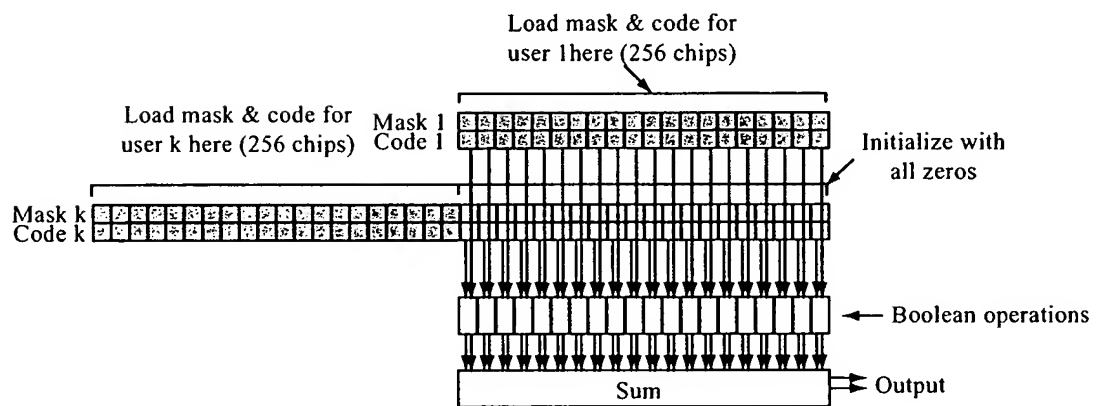 Load mask & code for
user 1here (256 chips)
Load mask & code for
user k here (256 chips)
Mask 1
Code 1
Initialize with
all zeros
Mask k
Code k
Boolean operations
Sum
Output